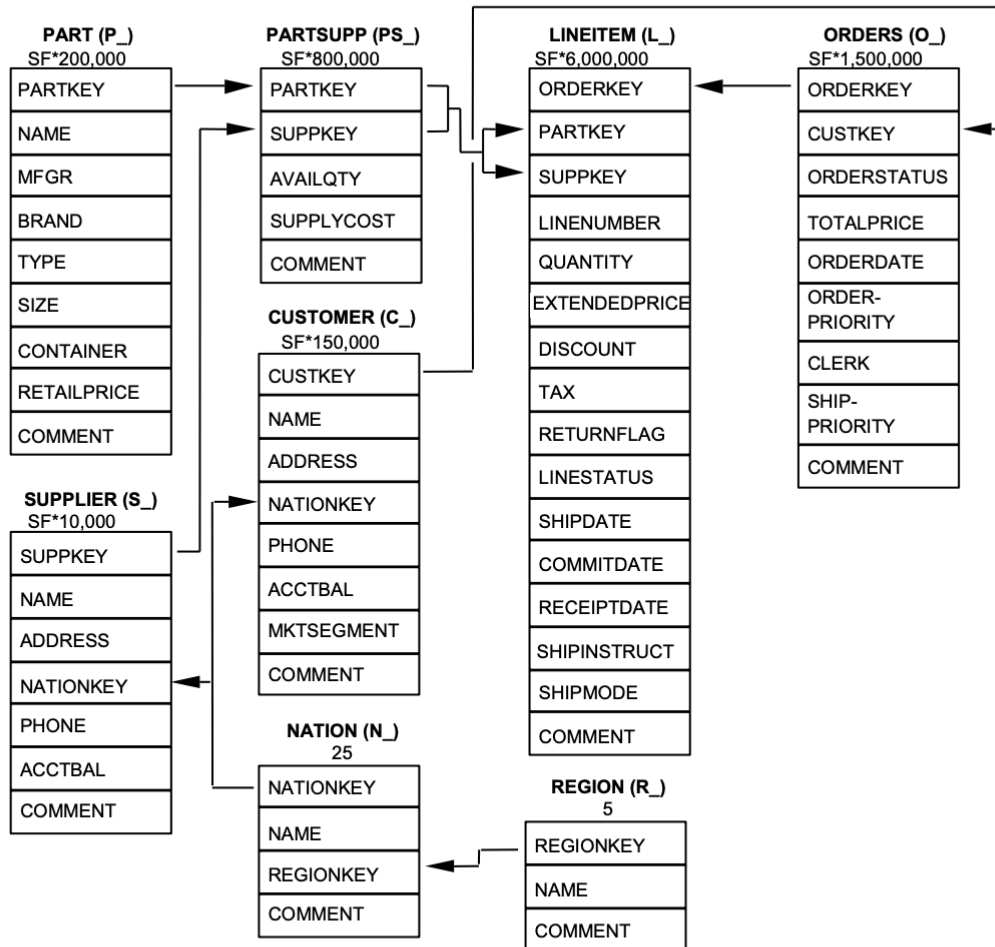 PART (P_)
SF*200,000
PARTKEY
NAME
MFGR
BRAND
TYPE
SIZE
CONTAINER
RETAILPRICE
COMMENT
SUPPLIER (S_)
SF*10,000
SUPPKEY
NAME
ADDRESS
NATIONKEY
PHONE
ACCTBAL
COMMENT
PARTSUPP (PS_)
SF*800,000
PARTKEY
SUPPKEY
AVAILQTY
SUPPLYCOST
COMMENT
CUSTOMER (C_)
SF*150,000
CUSTKEY
NAME
ADDRESS
NATIONKEY
PHONE
ACCTBAL
MKTSEGMENT
COMMENT
NATION (N_)
25
NATIONKEY
NAME
REGIONKEY
COMMENT
LINEITEM (L_)
SF*6,000,000
ORDERKEY
PARTKEY
SUPPKEY
LINENUMBER
QUANTITY
EXTENDEDPRICE
DISCOUNT
TAX
RETURNFLAG
LINESTATUS
SHIPDATE
COMMITDATE
RECEIPTDATE
SHIPINSTRUCT
SHIPMODE
COMMENT
REGION (R_)
5
REGIONKEY
NAME
COMMENT
ORDERS (O_)
SF*1,500,000
ORDERKEY
CUSTKEY
ORDERSTATUS
TOTALPRICE
ORDERDATE
ORDER-
PRIORITY
CLERK
SHIP-
PRIORITY
COMMENT